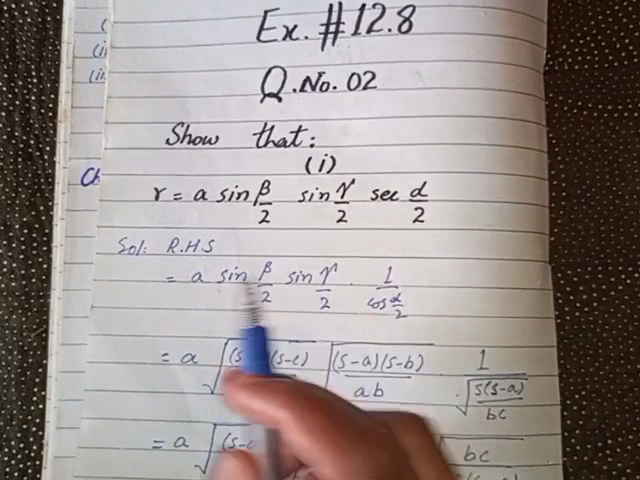 Ex. #12.8
Q.No. 02
Show that:
(i)
r = a sin β/2 sin γ/2 sec α/2
Sol: R.H.S
= a sin β/2 sin γ/2 · 1/cos α/2
= a √(s (s-c) √(s-a)(s-b)/ab · 1/√s(s-a)/bc
= a √(s- bc